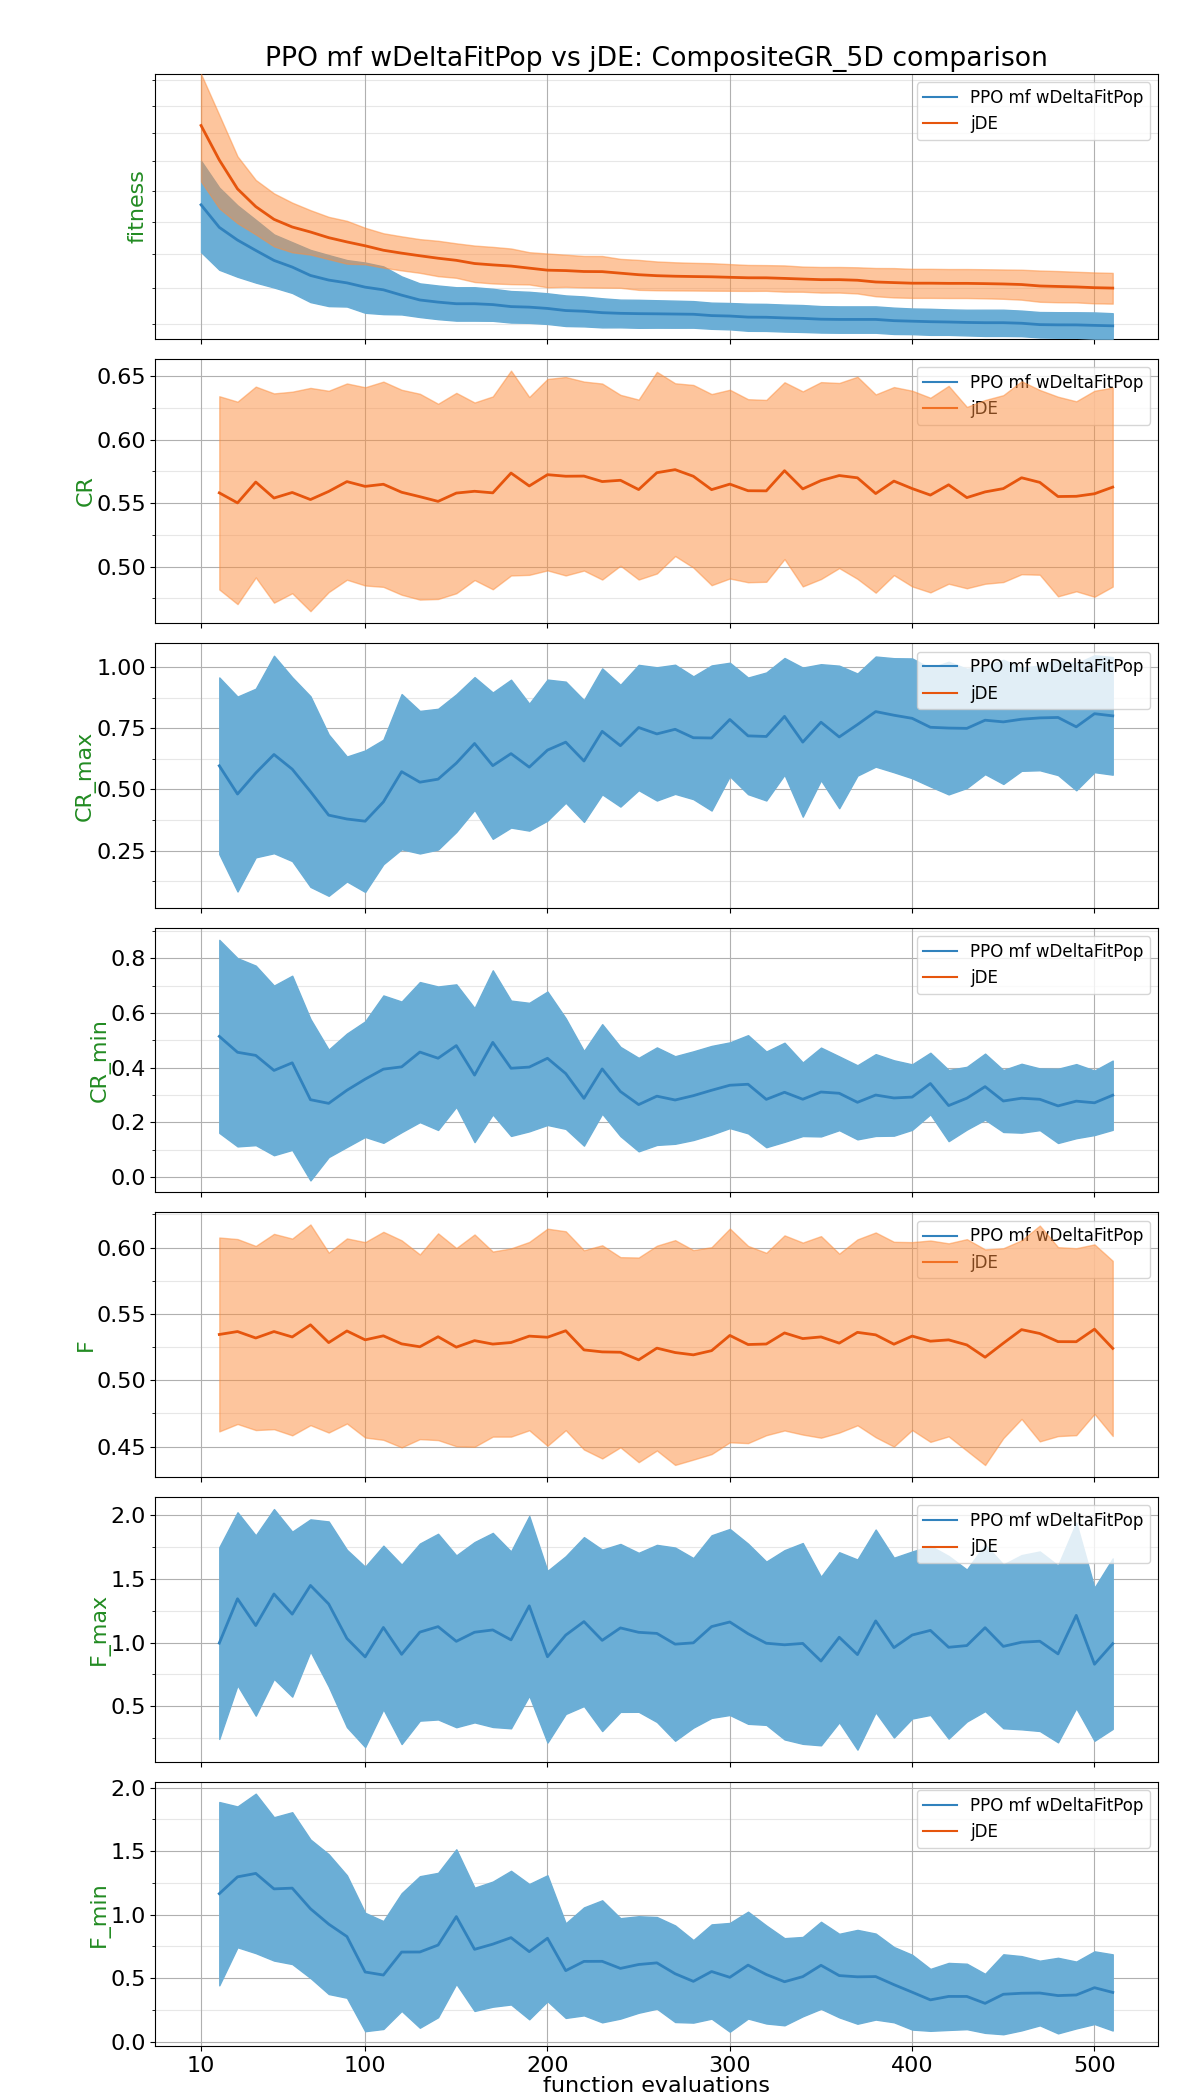 PPO mf wDeltaFitPop vs jDE: CompositeGR_5D comparison
fitness
PPO mf wDeltaFitPop
jDE
CR
0.65
0.60
0.55
0.50
PPO mf wDeltaFitPop
jDE
CR_max
1.00
0.75
0.50
0.25
PPO mf wDeltaFitPop
jDE
CR_min
0.8
0.6
0.4
0.2
0.0
PPO mf wDeltaFitPop
jDE
F
0.60
0.55
0.50
0.45
PPO mf wDeltaFitPop
jDE
F_max
2.0
1.5
1.0
0.5
PPO mf wDeltaFitPop
jDE
F_min
2.0
1.5
1.0
0.5
0.0
PPO mf wDeltaFitPop
jDE
10 100 200 300 400 500
function evaluations